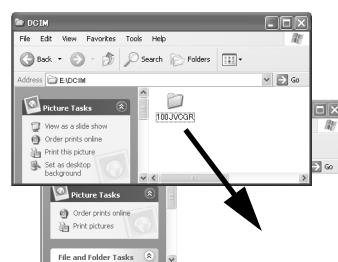 DCIM
File Edit View Favorites Tools Help
Back Search Folders
Address E:\DCIM Go
Picture Tasks
View as a slide show
Order prints online
Print this picture
Set as desktop
background
100JVCGR
Go
Picture Tasks
Order prints online
Print pictures
File and Folder Tasks